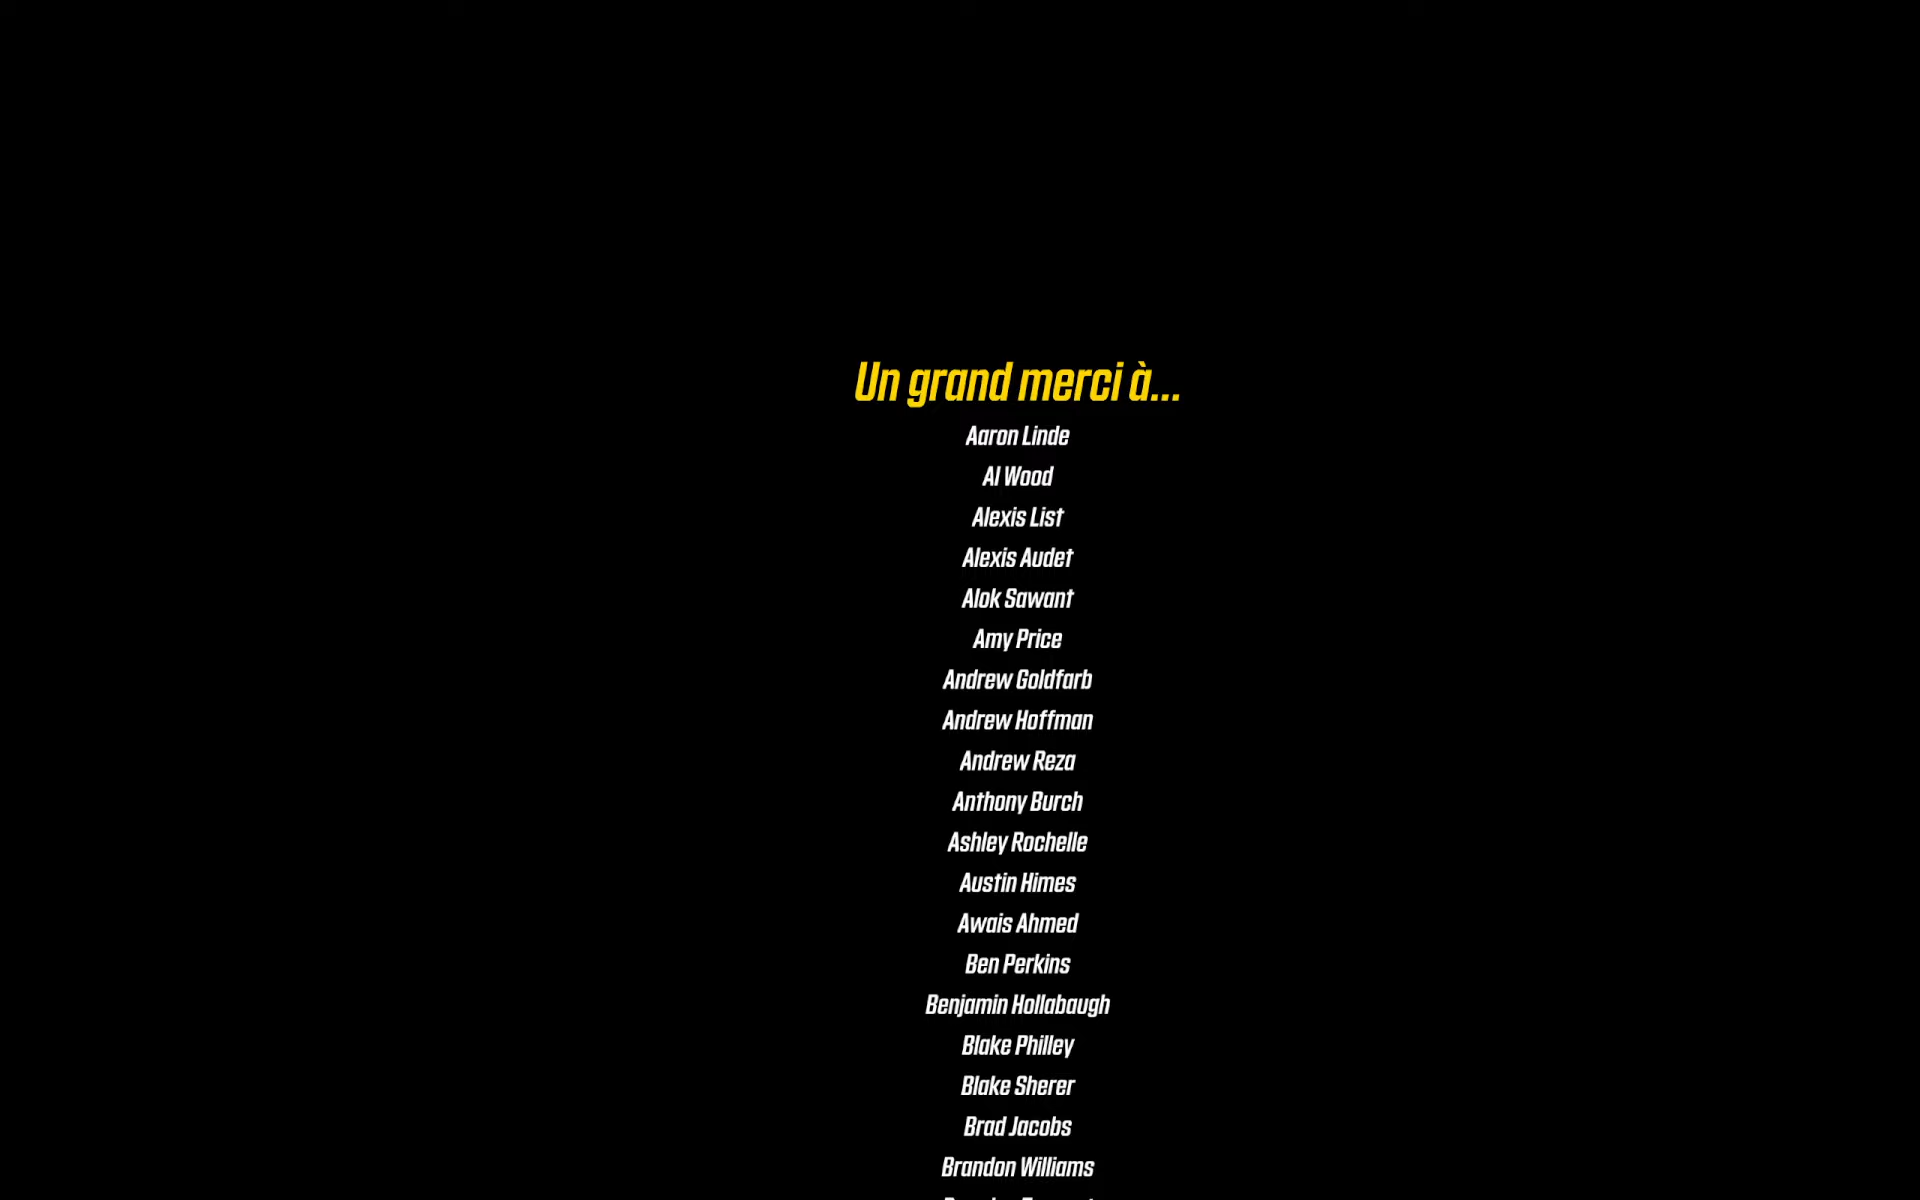 Un grand merci à...
Aaron Linde
Al Wood
Alexis List
Alexis Audet
Alok Sawant
Amy Price
Andrew Goldfarb
Andrew Hoffman
Andrew Reza
Anthony Burch
Ashley Rochelle
Austin Himes
Awais Ahmed
Ben Perkins
Benjamin Hollabaugh
Blake Philley
Blake Sherer
Brad Jacobs
Brandon Williams